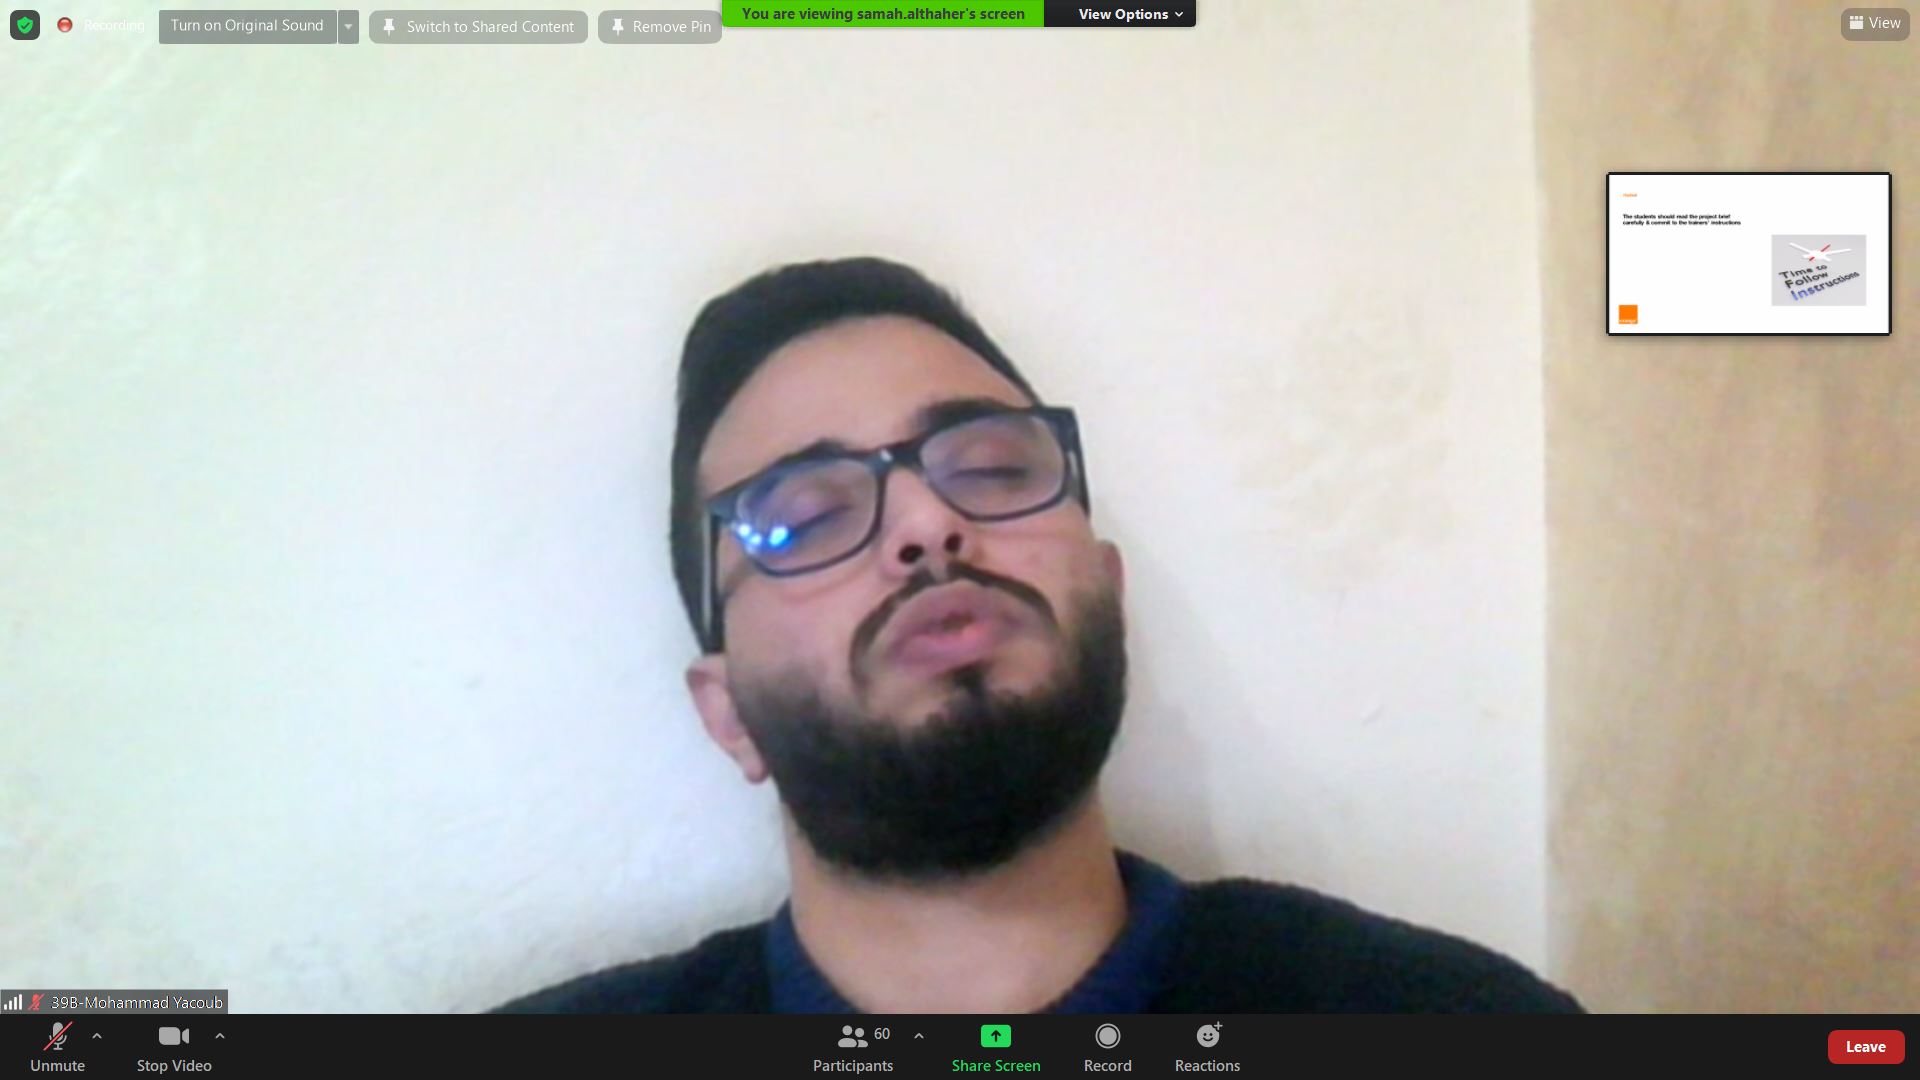 Recording
Turn on Original Sound
Switch to Shared Content
Remove Pin
You are viewing samah.althaher's screen
View Options
View
The students should read the project brief
carefully & commit to the trainers' instructions
Time to
Follow
Instructions
39B-Mohammad Yacoub
Unmute
Stop Video
60
Participants
Share Screen
Record
Reactions
Leave